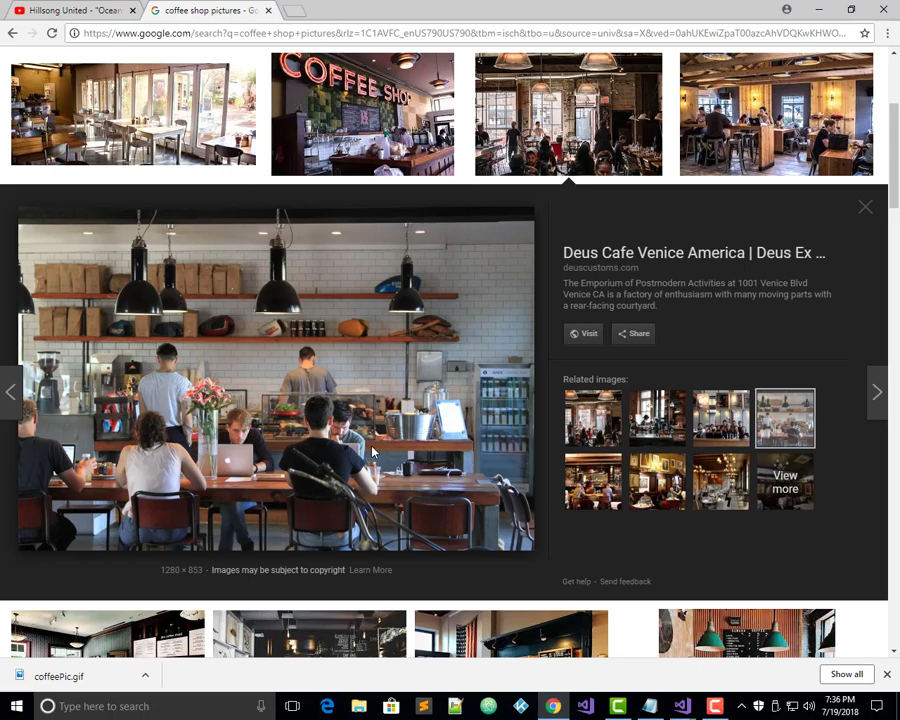 Hillsong United - "Ocean
coffee shop pictures - Go
https://www.google.com/search?q=coffee+shop+pictures&rlz=1C1AVFC_enUS790US790&tbm=isch&tbo=u&source=univ&sa=X&ved=0ahUKEwiZpaT00azcAhVDQKwKHWO...
COFFEE SHOP
Deus Cafe Venice America | Deus Ex ...
deuscustoms.com
The Emporium of Postmodern Activities at 1001 Venice Blvd
Venice CA is a factory of enthusiasm with many moving parts with
a rear-facing courtyard.
Visit
Share
Related images:
View
more
1280 × 853 - Images may be subject to copyright Learn More
Get help - Send feedback
coffeePic.gif
Show all
Type here to search
7:36 PM
7/19/2018